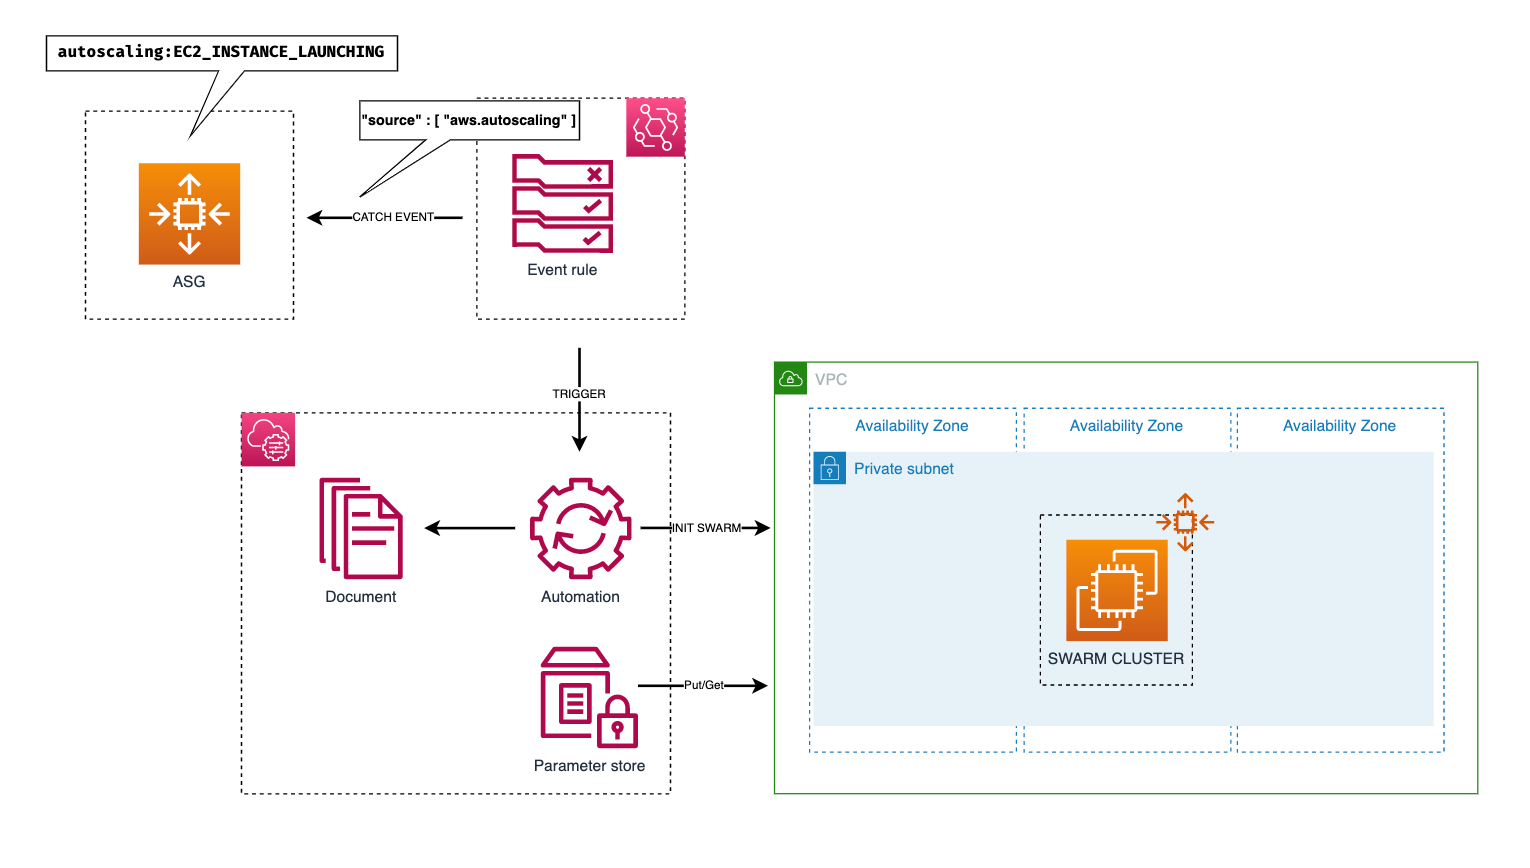 autoscaling:EC2_INSTANCE_LAUNCHING
"source" : [ "aws.autoscaling" ]
CATCH EVENT
ASG
Event rule
TRIGGER
VPC
Availability Zone
Availability Zone
Availability Zone
Private subnet
INIT SWARM
Document
Automation
SWARM CLUSTER
Put/Get
Parameter store